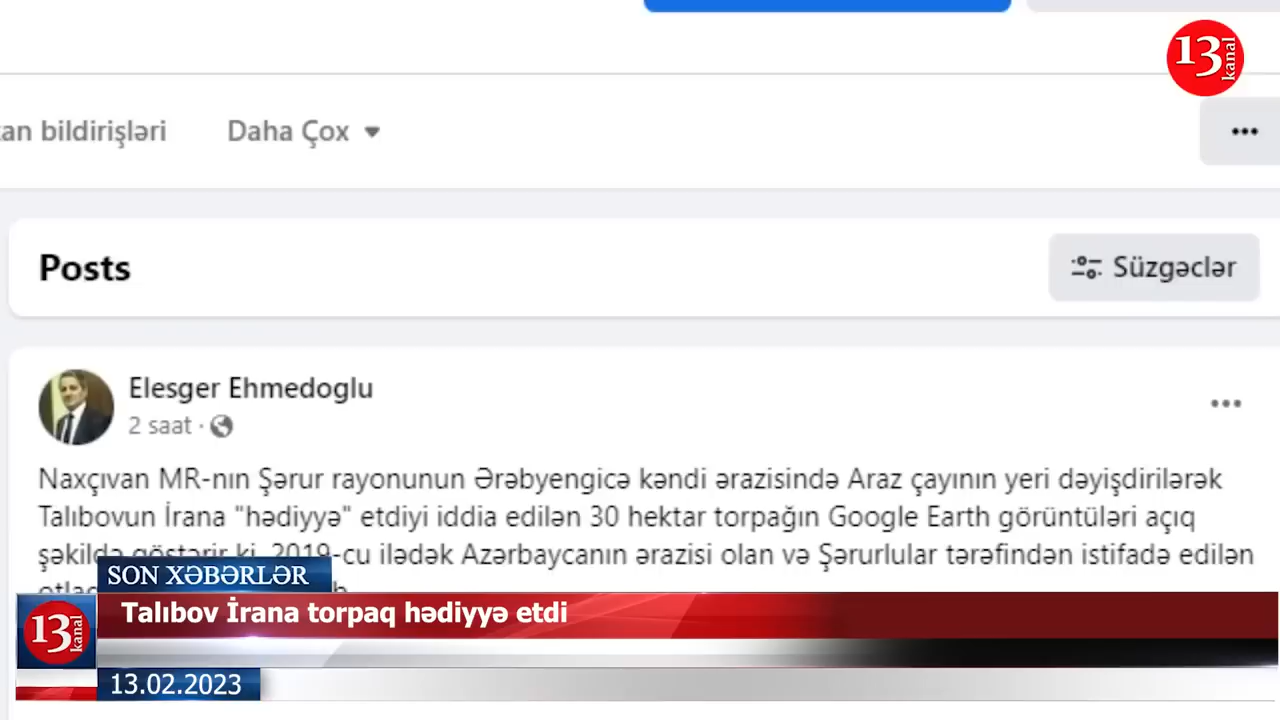 13 kanal
bildirişləri
Daha Çox
Posts
Süzgəclər
Elesger Ehmedoglu
2 saat ·
Naxçıvan MR-nın Şərur rayonunun Ərəbyengicə kəndi ərazisində Araz çayının yeri dəyişdirilərək
Talıbovun İrana "hədiyyə" etdiyi iddia edilən 30 hektar torpağın Google Earth görüntüləri açıq
şəkildə göstərir ki, 2019-cu ilədək Azərbaycanın ərazisi olan və Şərurlular tərəfindən istifadə edilən
SON XƏBƏRLƏR
Talıbov İrana torpaq hədiyyə etdi
13 kanal
13.02.2023